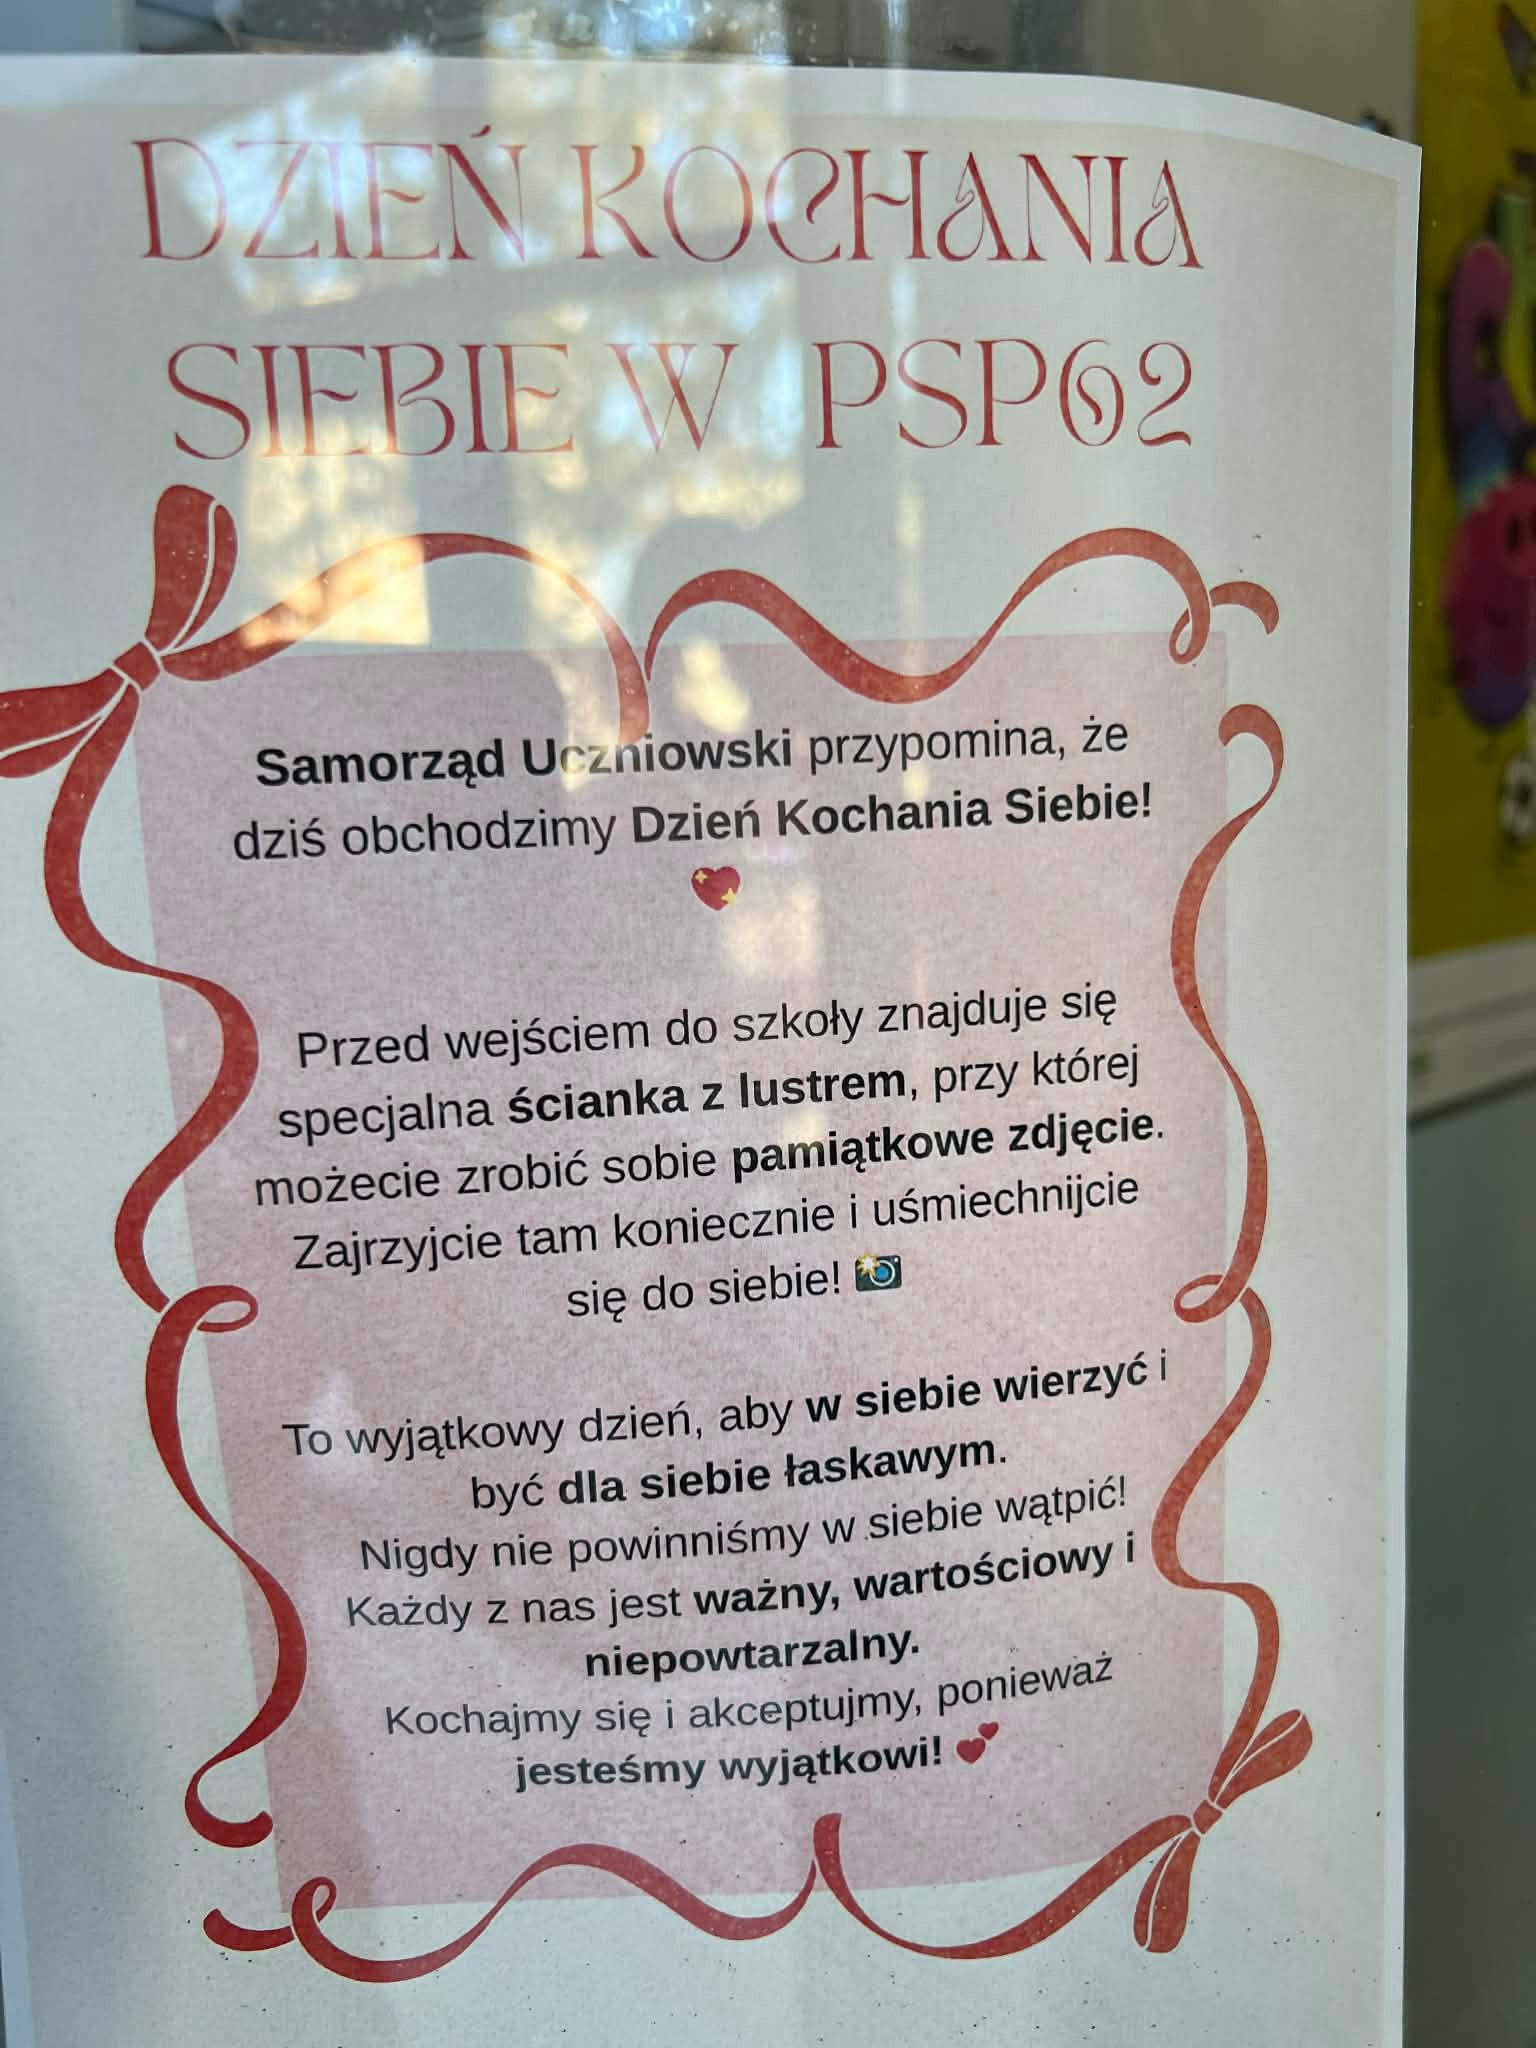 DZIEŃ KOCHANIA
SIEBIE W PSP62
Samorząd Uczniowski przypomina, że
dziś obchodzimy Dzień Kochania Siebie!
💖
Przed wejściem do szkoły znajduje się
specjalna ścianka z lustrem, przy której
możecie zrobić sobie pamiątkowe zdjęcie.
Zajrzyjcie tam koniecznie i uśmiechnijcie
się do siebie! 📸
To wyjątkowy dzień, aby w siebie wierzyć i
być dla siebie łaskawym.
Nigdy nie powinniśmy w siebie wątpić!
Każdy z nas jest ważny, wartościowy i
niepowtarzalny.
Kochajmy się i akceptujmy, ponieważ
jesteśmy wyjątkowi! 💕